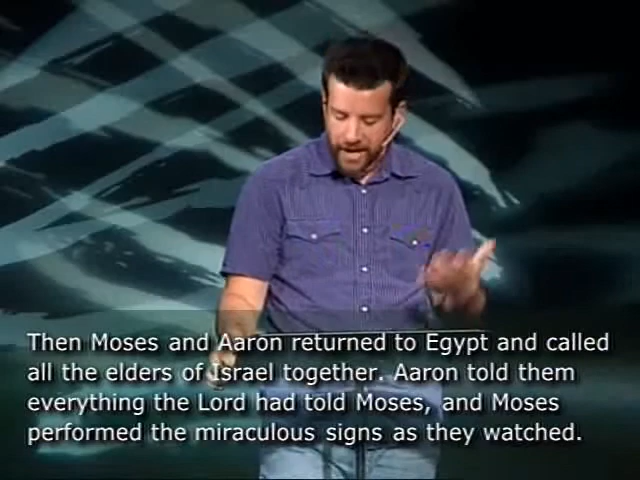 Then Moses and Aaron returned to Egypt and called
all the elders of Israel together. Aaron told them
everything the Lord had told Moses, and Moses
performed the miraculous signs as they watched.